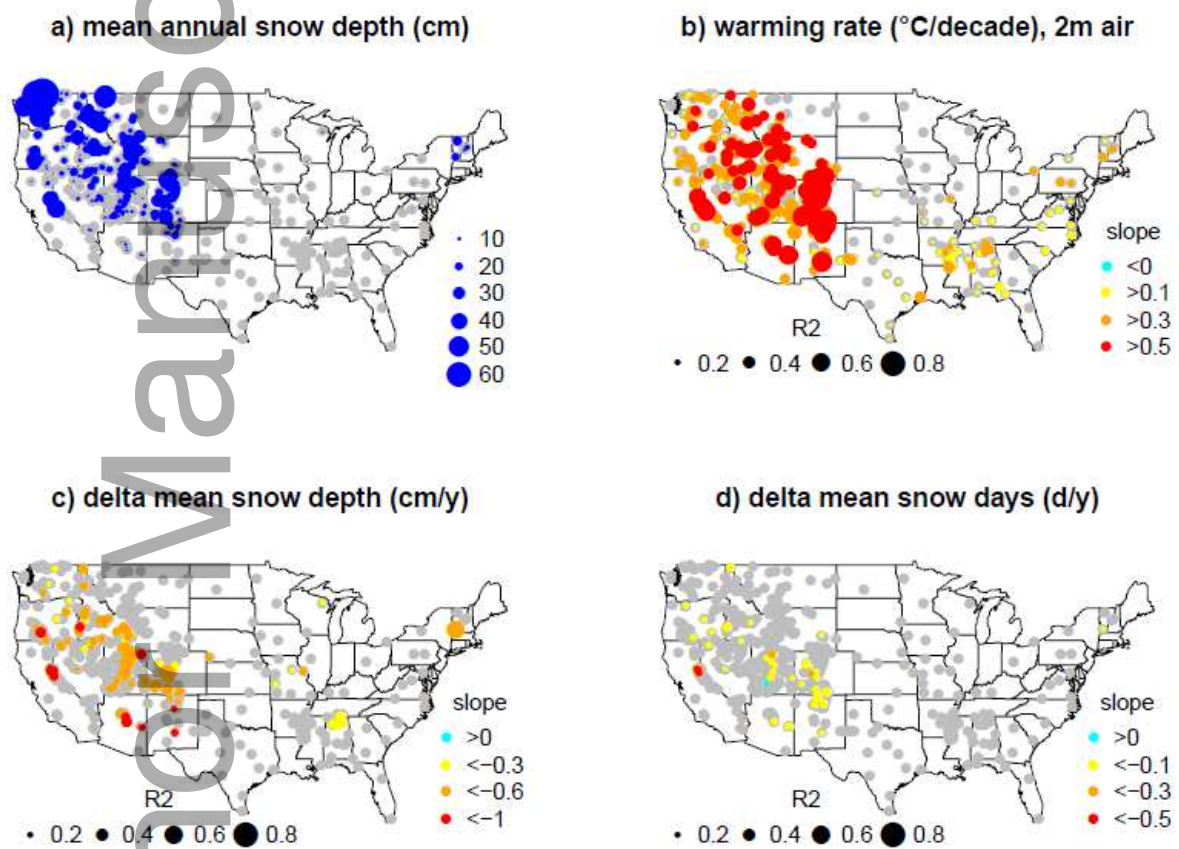 a) mean annual snow depth (cm)
10
20
30
40
50
60
b) warming rate (°C/decade), 2m air
slope
<0
>0.1
>0.3
>0.5
R2
0.2 0.4 0.6 0.8
c) delta mean snow depth (cm/y)
slope
>0
<−0.3
<−0.6
<−1
R2
0.2 0.4 0.6 0.8
d) delta mean snow days (d/y)
slope
>0
<−0.1
<−0.3
<−0.5
R2
0.2 0.4 0.6 0.8